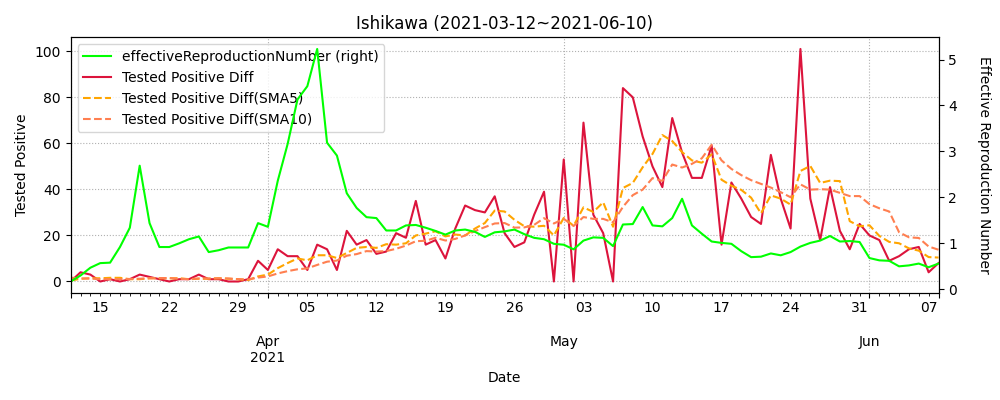 Ishikawa (2021-03-12~2021-06-10)
effectiveReproductionNumber (right)
Tested Positive Diff
Tested Positive Diff(SMA5)
Tested Positive Diff(SMA10)
Tested Positive
100
80
60
40
20
0
5
4
3
2
1
0
Effective Reproduction Number
15 22 29 05 12 19 26 03 10 17 24 31 07
Apr May Jun
2021
Date